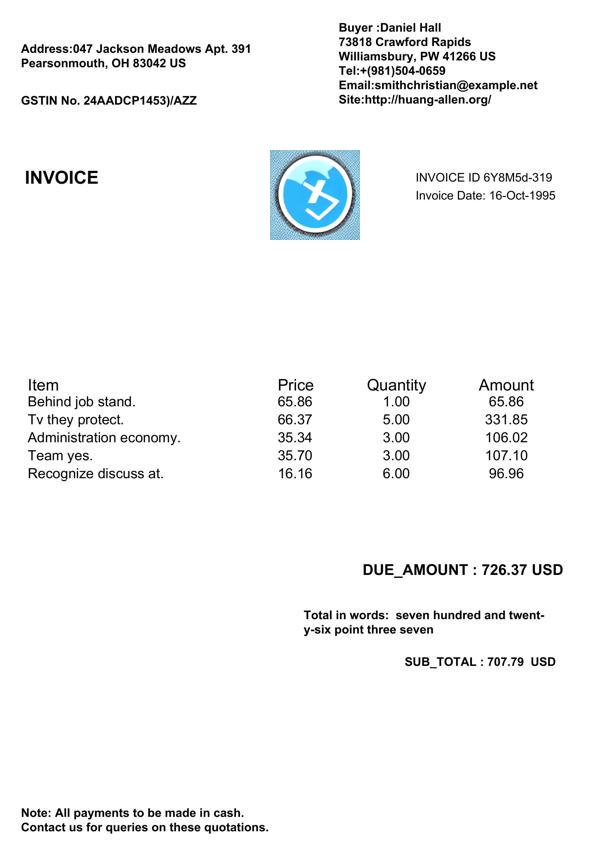 Address:047 Jackson Meadows Apt. 391
Pearsonmouth, OH 83042 US
GSTIN No. 24AADCP1453)/AZZ
Buyer :Daniel Hall
73818 Crawford Rapids
Williamsbury, PW 41266 US
Tel:+(981)504-0659
Email:smithchristian@example.net
Site:http://huang-allen.org/
INVOICE
INVOICE ID 6Y8M5d-319
Invoice Date: 16-Oct-1995
Item Price Quantity Amount
Behind job stand. 65.86 1.00 65.86
Tv they protect. 66.37 5.00 331.85
Administration economy. 35.34 3.00 106.02
Team yes. 35.70 3.00 107.10
Recognize discuss at. 16.16 6.00 96.96
DUE_AMOUNT : 726.37 USD
Total in words:  seven hundred and twent-
y-six point three seven
SUB_TOTAL : 707.79  USD
Note: All payments to be made in cash.
Contact us for queries on these quotations.